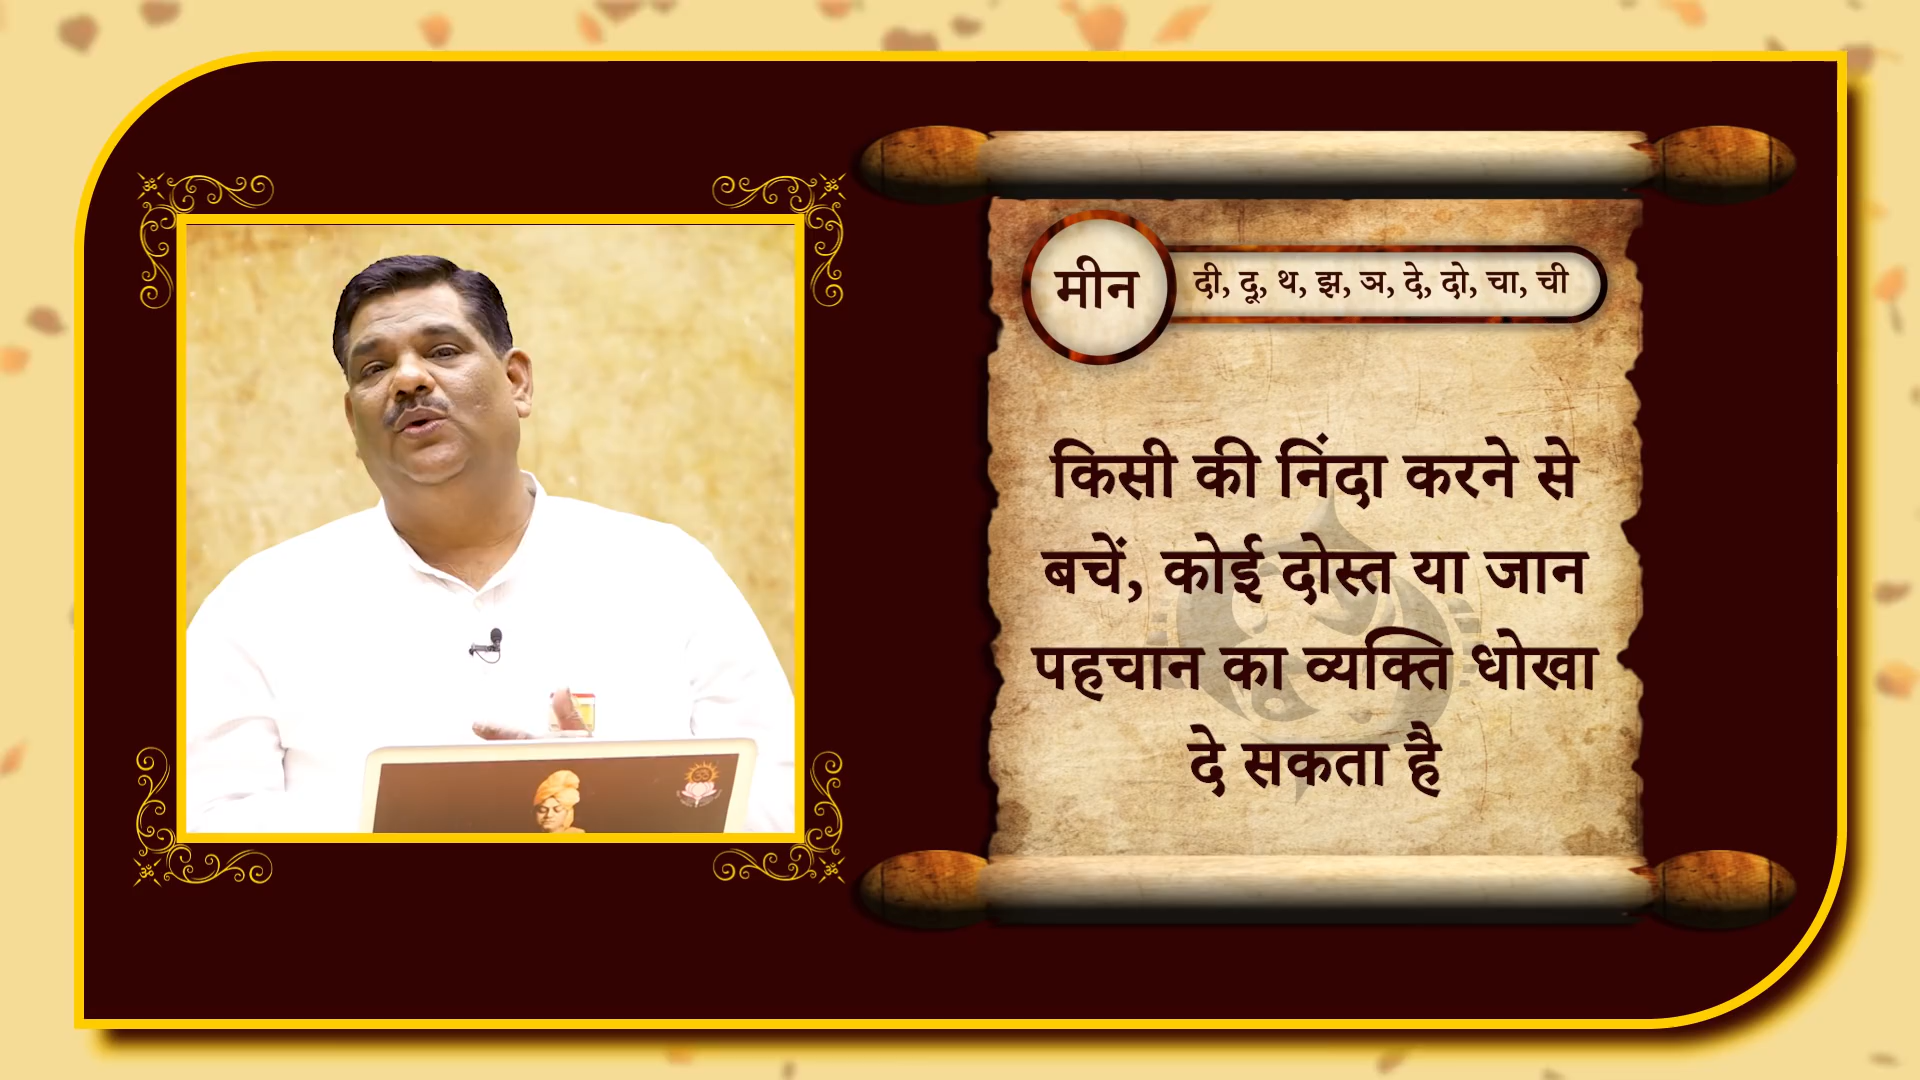 मीन
दी, दू, थ, झ, ञ, दे, दो, चा, ची
किसी की निंदा करने से
बचें, कोई दोस्त या जान
पहचान का व्यक्ति धोखा
दे सकता है